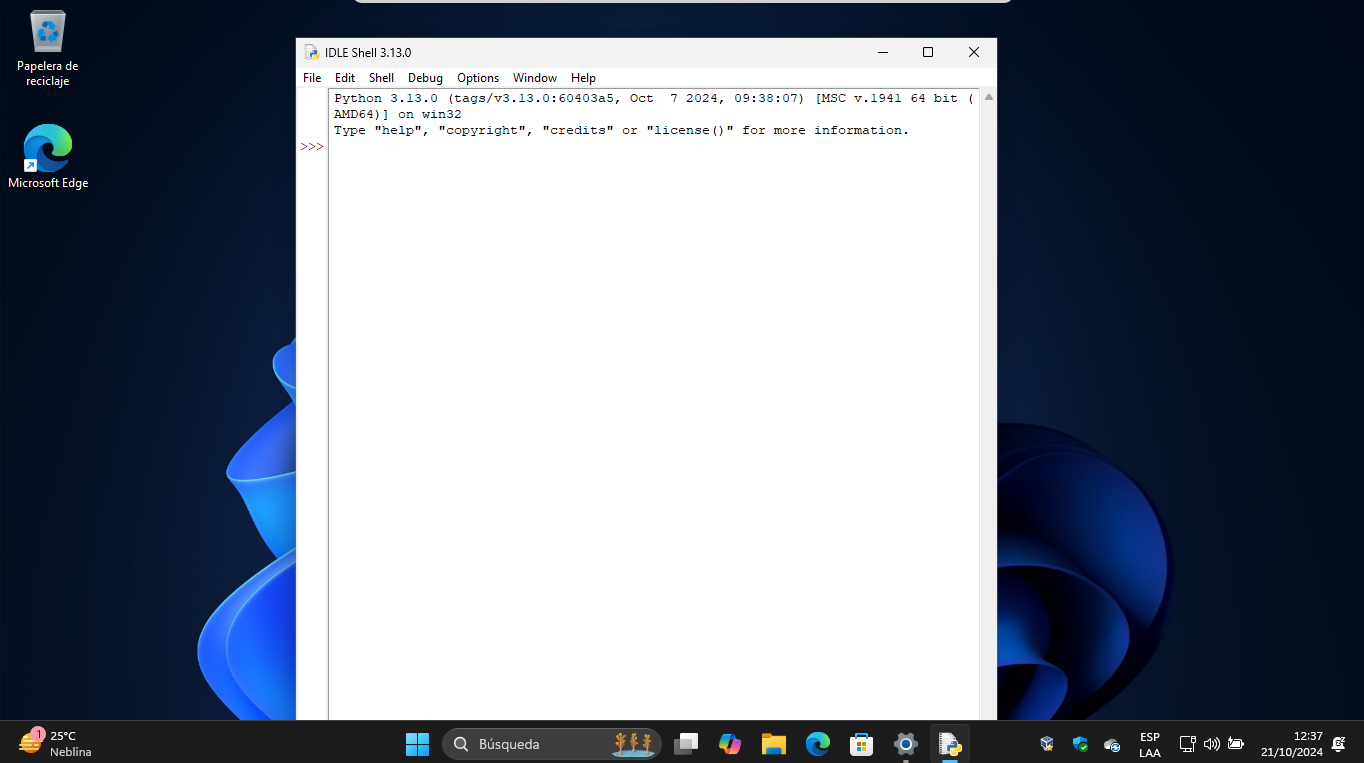 Papelera de
reciclaje
Microsoft Edge
IDLE Shell 3.13.0
File Edit Shell Debug Options Window Help
Python 3.13.0 (tags/v3.13.0:60403a5, Oct  7 2024, 09:38:07) [MSC v.1941 64 bit (
AMD64)] on win32
Type "help", "copyright", "credits" or "license()" for more information.
>>>
1
25°C
Neblina
Búsqueda
ESP
LAA
12:37
21/10/2024